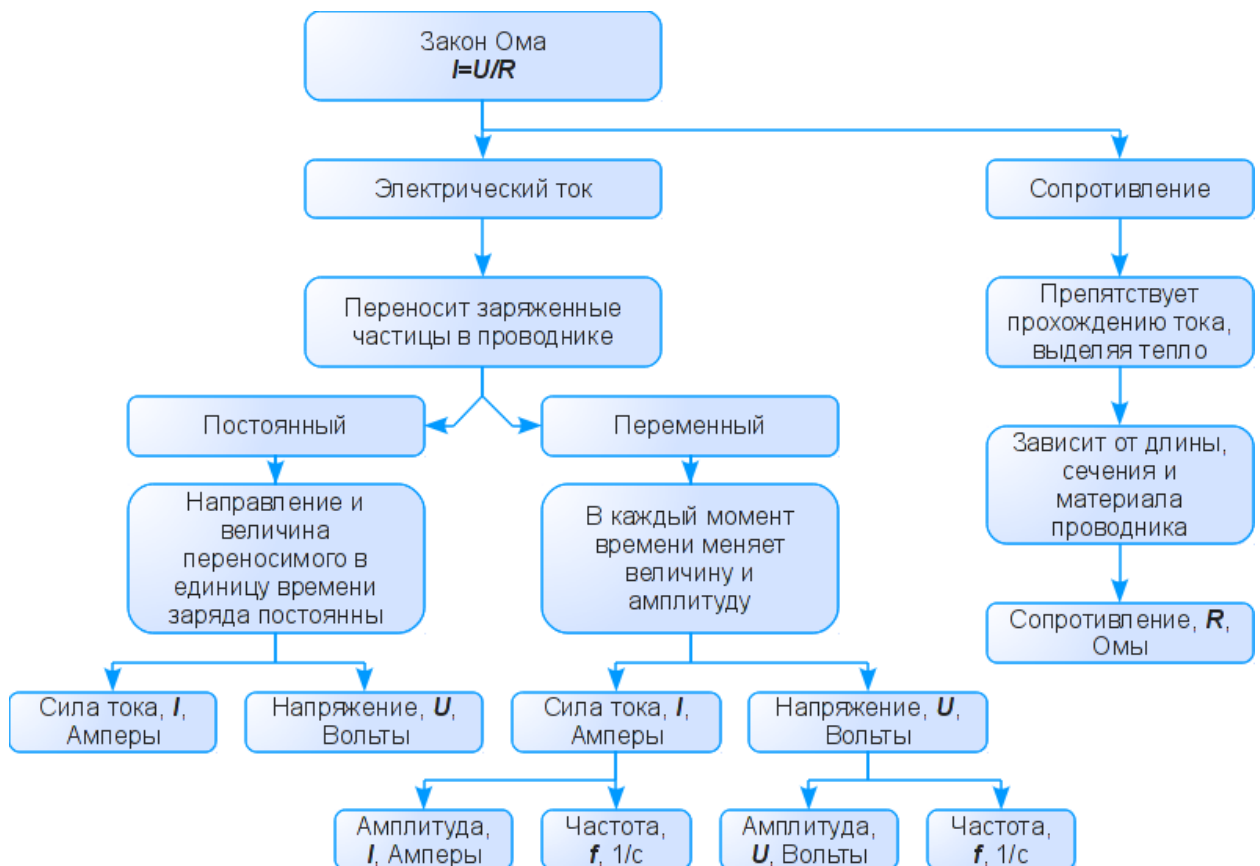 Закон Ома
I=U/R
Электрический ток
Сопротивление
Переносит заряженные
частицы в проводнике
Препятствует
прохождению тока,
выделяя тепло
Постоянный
Переменный
Зависит от длины,
сечения и
материала
проводника
Направление и
величина
переносимого в
единицу времени
заряда постоянны
В каждый момент
времени меняет
величину и
амплитуду
Сопротивление, R,
Омы
Сила тока, I,
Амперы
Напряжение, U,
Вольты
Сила тока, I,
Амперы
Напряжение, U,
Вольты
Амплитуда,
I, Амперы
Частота,
f, 1/с
Амплитуда,
U, Вольты
Частота,
f, 1/с